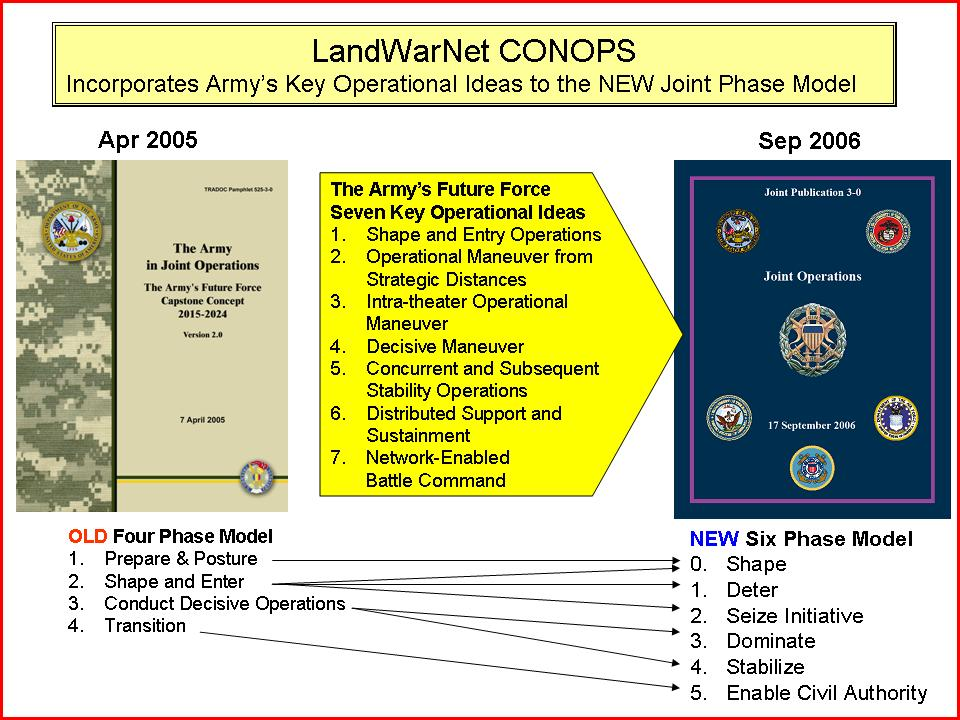 LandWarNet CONOPS
Incorporates Army's Key Operational Ideas to the NEW Joint Phase Model
Apr 2005
TRADOC Pamphlet 525-3-0
The Army
in Joint Operations
The Army's Future Force
Capstone Concept
2015-2024
Version 2.0
7 April 2005
The Army's Future Force
Seven Key Operational Ideas
1. Shape and Entry Operations
2. Operational Maneuver from
Strategic Distances
3. Intra-theater Operational
Maneuver
4. Decisive Maneuver
5. Concurrent and Subsequent
Stability Operations
6. Distributed Support and
Sustainment
7. Network-Enabled
Battle Command
Sep 2006
Joint Publication 3-0
Joint Operations
17 September 2006
OLD Four Phase Model
1. Prepare & Posture
2. Shape and Enter
3. Conduct Decisive Operations
4. Transition
NEW Six Phase Model
0. Shape
1. Deter
2. Seize Initiative
3. Dominate
4. Stabilize
5. Enable Civil Authority